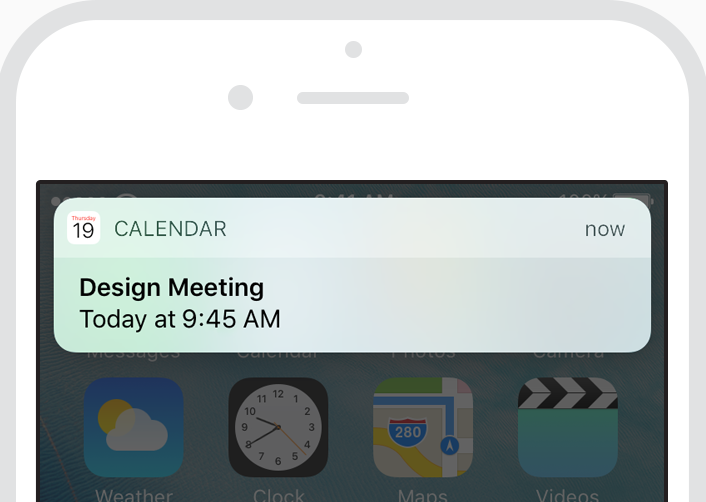 9:41 AM 100%
Thursday
19 CALENDAR now
Design Meeting
Today at 9:45 AM
Messages Calendar Photos Camera
12 1 2 3 4 5 6 7 8 9 10 11
280
Weather Clock Maps Videos